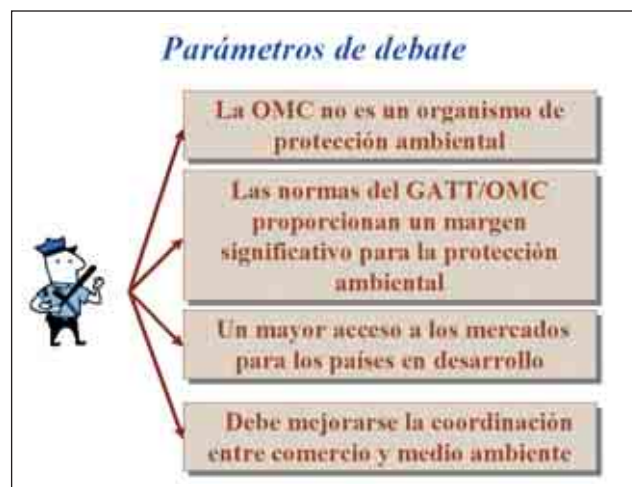 Parámetros de debate
La OMC no es un organismo de
protección ambiental
Las normas del GATT/OMC
proporcionan un margen
significativo para la protección
ambiental
Un mayor acceso a los mercados
para los países en desarrollo
Debe mejorarse la coordinación
entre comercio y medio ambiente